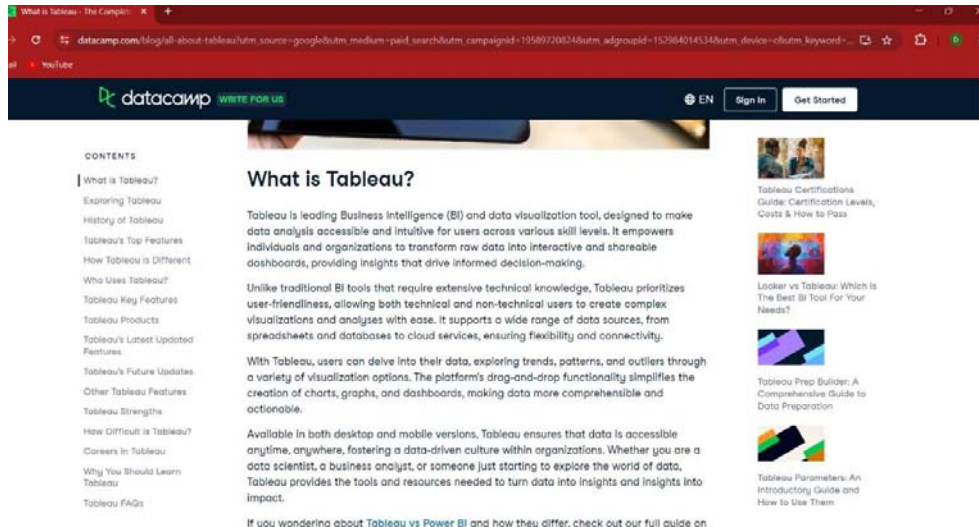 What is Tableau - The Complete
datacamp.com/blog/all-about-tableau?utm_source=google&utm_medium=paid_search&utm_campaignid=19589720824&utm_adgroupid=152984014534&utm_device=c&utm_keyword=...
YouTube
datacamp WRITE FOR US
EN
Sign In
Get Started
CONTENTS
What is Tableau?
Exploring Tableau
History of Tableau
Tableau's Top Features
How Tableau is Different
Who Uses Tableau?
Tableau Key Features
Tableau Products
Tableau's Latest Updated
Features
Tableau's Future Updates
Other Tableau Features
Tableau Strengths
How Difficult is Tableau?
Careers in Tableau
Why You Should Learn
Tableau
Tableau FAQs
What is Tableau?
Tableau is leading Business Intelligence (BI) and data visualization tool, designed to make
data analysis accessible and intuitive for users across various skill levels. It empowers
individuals and organizations to transform raw data into interactive and shareable
dashboards, providing insights that drive informed decision-making.
Unlike traditional BI tools that require extensive technical knowledge, Tableau prioritizes
user-friendliness, allowing both technical and non-technical users to create complex
visualizations and analyses with ease. It supports a wide range of data sources, from
spreadsheets and databases to cloud services, ensuring flexibility and connectivity.
With Tableau, users can delve into their data, exploring trends, patterns, and outliers through
a variety of visualization options. The platform's drag-and-drop functionality simplifies the
creation of charts, graphs, and dashboards, making data more comprehensible and
actionable.
Available in both desktop and mobile versions, Tableau ensures that data is accessible
anytime, anywhere, fostering a data-driven culture within organizations. Whether you are a
data scientist, a business analyst, or someone just starting to explore the world of data,
Tableau provides the tools and resources needed to turn data into insights and insights into
impact.
If you wondering about Tableau vs Power BI and how they differ, check out our full guide on
Tableau Certifications
Guide: Certification Levels,
Costs & How to Pass
Looker vs Tableau: Which is
The Best BI Tool For Your
Needs?
Tableau Prep Builder: A
Comprehensive Guide to
Data Preparation
Tableau Parameters: An
Introductory Guide and
How to Use Them